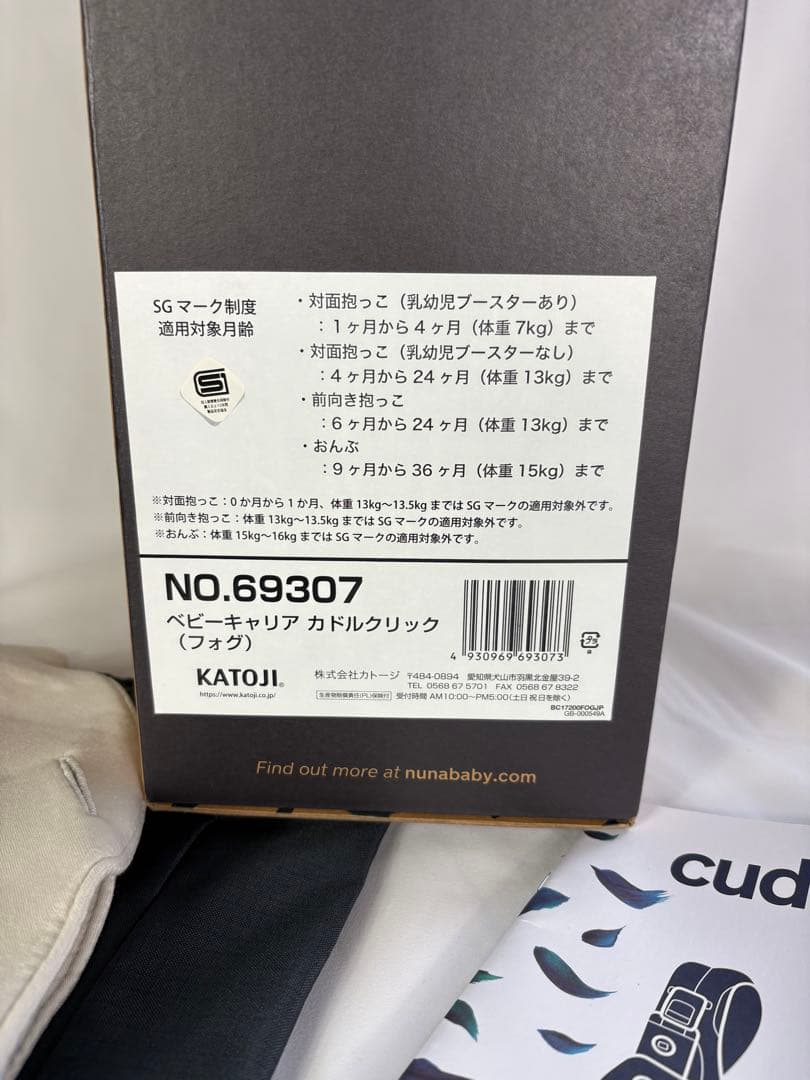 SGマーク制度
適用対象月齢
・対面抱っこ（乳幼児ブースターあり）
：1ヶ月から4ヶ月（体重7kg）まで
・対面抱っこ（乳幼児ブースターなし）
：4ヶ月から24ヶ月（体重13kg）まで
・前向き抱っこ
：6ヶ月から24ヶ月（体重13kg）まで
・おんぶ
：9ヶ月から36ヶ月（体重15kg）まで
※対面抱っこ：0か月から1か月、体重13kg〜13.5kgまではSGマークの適用対象外です。
※前向き抱っこ：体重13kg〜13.5kgまではSGマークの適用対象外です。
※おんぶ：体重15kg〜16kgまではSGマークの適用対象外です。
NO.69307
ベビーキャリア カドルクリック
（フォグ）
4 930969 693073
KATOJI®
https://www.katoji.co.jp/
株式会社カトージ 〒484-0894 愛知県犬山市羽黒北金屋39-2
TEL 0568 67 5701 FAX 0568 67 8322
生産物賠償責任(PL)保険付 受付時間 AM10:00〜PM5:00(土日祝日を除く)
BC17200FOGJP
GB-000549A
Find out more at nunababy.com
cud